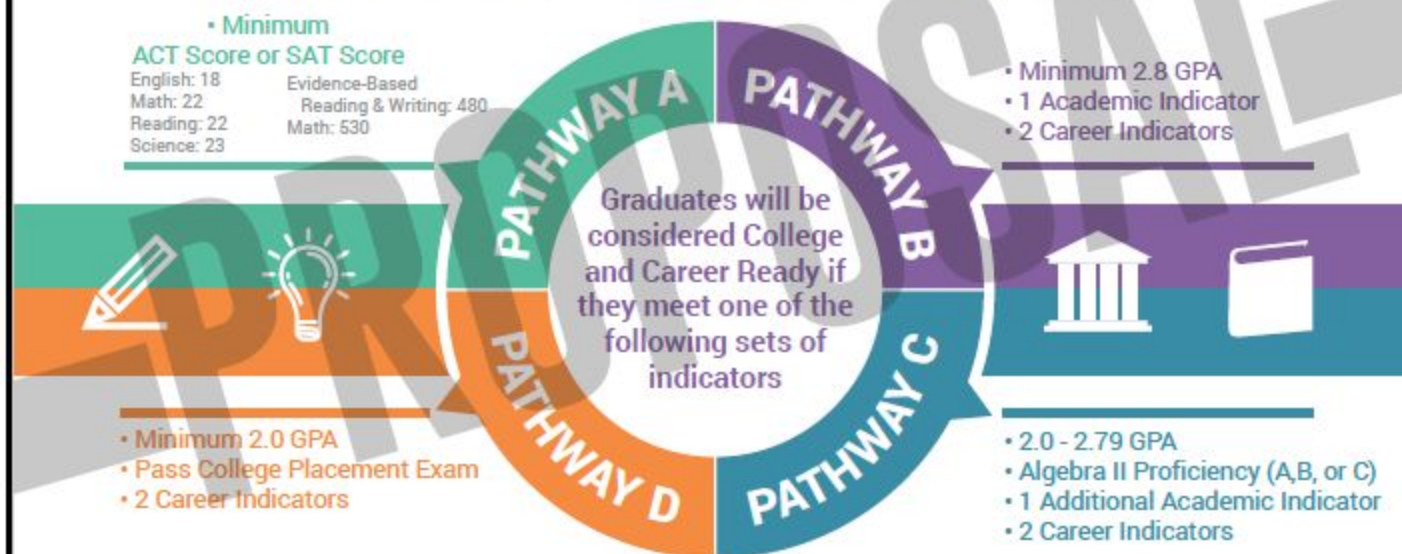 • Minimum
ACT Score or SAT Score
English: 18
Math: 22
Reading: 22
Science: 23
Evidence-Based
Reading & Writing: 480
Math: 530
PATHWAY A
PATHWAY B
• Minimum 2.8 GPA
• 1 Academic Indicator
• 2 Career Indicators
Graduates will be
considered College
and Career Ready if
they meet one of the
following sets of
indicators
PROPOSAL
PATHWAY D
• Minimum 2.0 GPA
• Pass College Placement Exam
• 2 Career Indicators
PATHWAY C
• 2.0 - 2.79 GPA
• Algebra II Proficiency (A,B, or C)
• 1 Additional Academic Indicator
• 2 Career Indicators